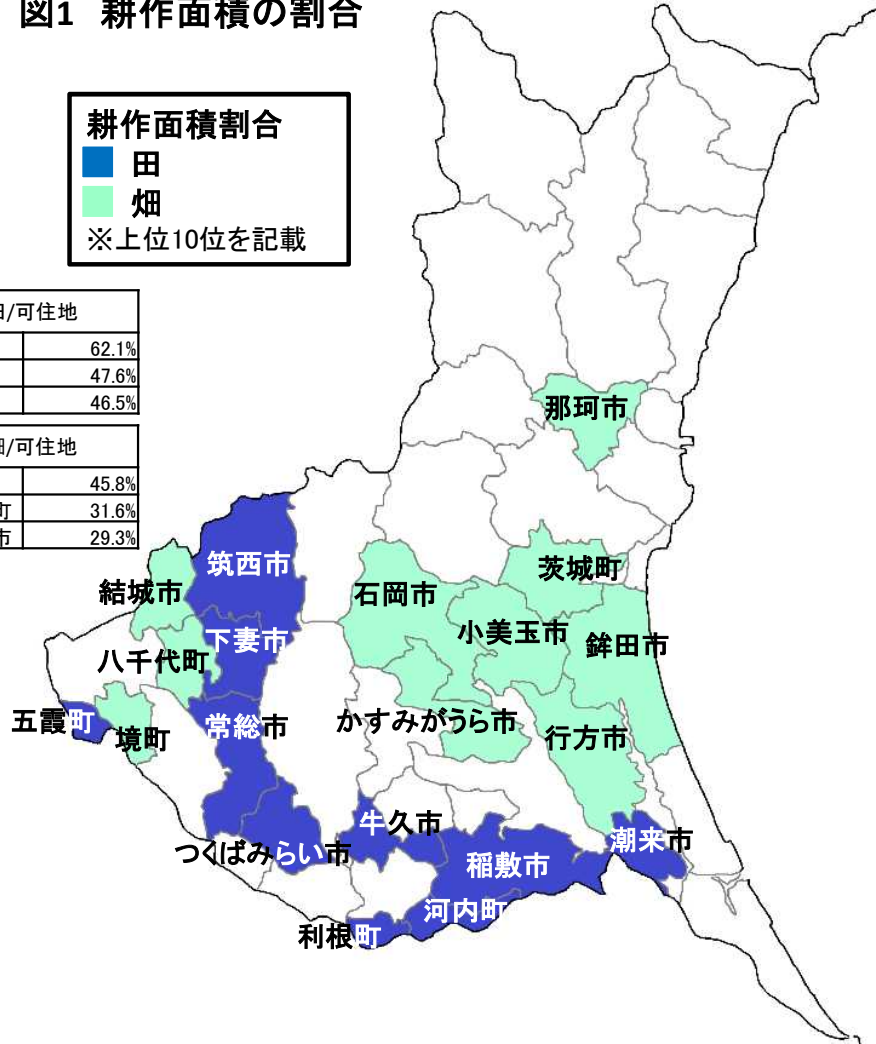 図1 耕作面積の割合
耕作面積割合
田
畑
※上位10位を記載
/可住地
62.1%
47.6%
46.5%
/可住地
45.8%
町 31.6%
市 29.3%
那珂市
筑西市
茨城町
結城市
石岡市
小美玉市
下妻市
鉾田市
八千代町
五霞町
かすみがうら市
常総市
境町
行方市
牛久市
潮来市
つくばみらい市
稲敷市
河内町
利根町